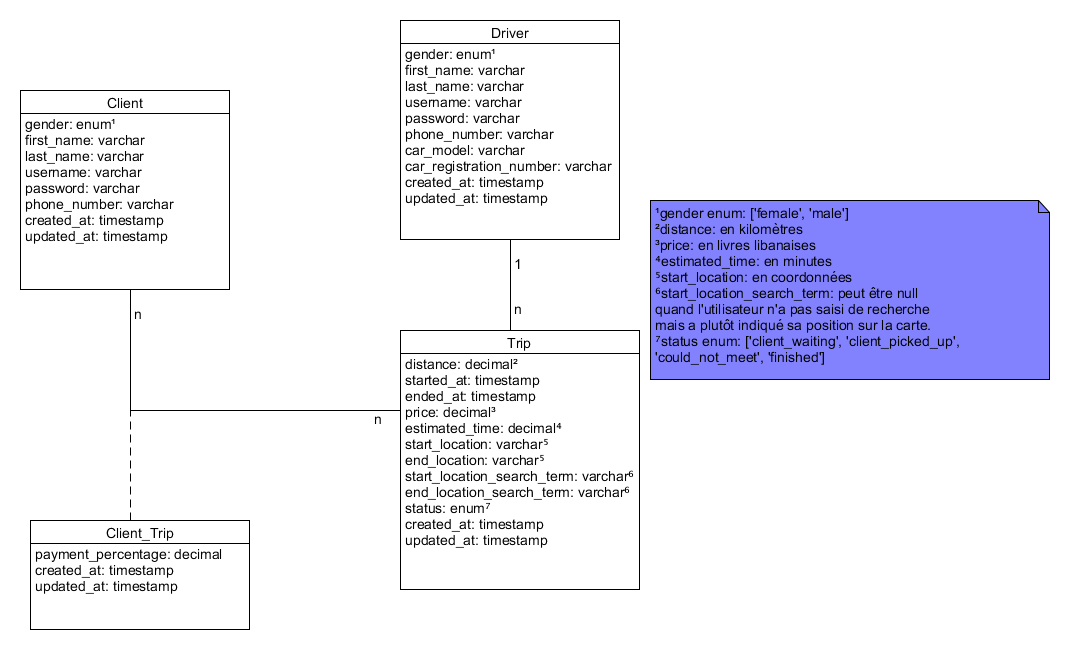 Driver
gender: enum¹
first_name: varchar
last_name: varchar
username: varchar
password: varchar
phone_number: varchar
car_model: varchar
car_registration_number: varchar
created_at: timestamp
updated_at: timestamp
Client
gender: enum¹
first_name: varchar
last_name: varchar
username: varchar
password: varchar
phone_number: varchar
created_at: timestamp
updated_at: timestamp
¹gender enum: ['female', 'male']
²distance: en kilomètres
³price: en livres libanaises
⁴estimated_time: en minutes
⁵start_location: en coordonnées
⁶start_location_search_term: peut être null
quand l'utilisateur n'a pas saisi de recherche
mais a plutôt indiqué sa position sur la carte.
⁷status enum: ['client_waiting', 'client_picked_up',
'could_not_meet', 'finished']
1
n
n
n
Trip
distance: decimal²
started_at: timestamp
ended_at: timestamp
price: decimal³
estimated_time: decimal⁴
start_location: varchar⁵
end_location: varchar⁵
start_location_search_term: varchar⁶
end_location_search_term: varchar⁶
status: enum⁷
created_at: timestamp
updated_at: timestamp
Client_Trip
payment_percentage: decimal
created_at: timestamp
updated_at: timestamp